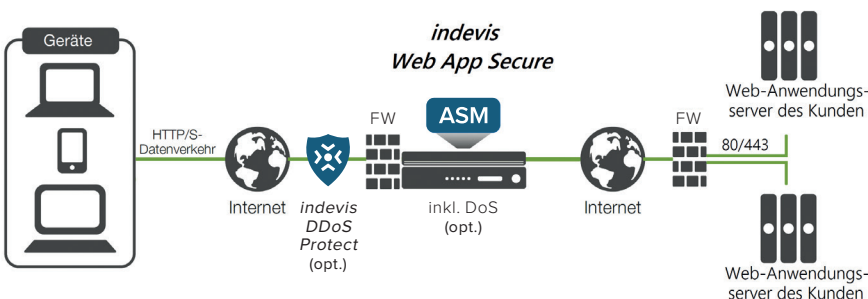 indevis
Web App Secure
Geräte
HTTP/S-
Datenverkehr
Internet
indevis
DDoS
Protect
(opt.)
FW
ASM
inkl. DoS
(opt.)
Internet
FW
80/443
Web-Anwendungs-
server des Kunden
Web-Anwendungs-
server des Kunden